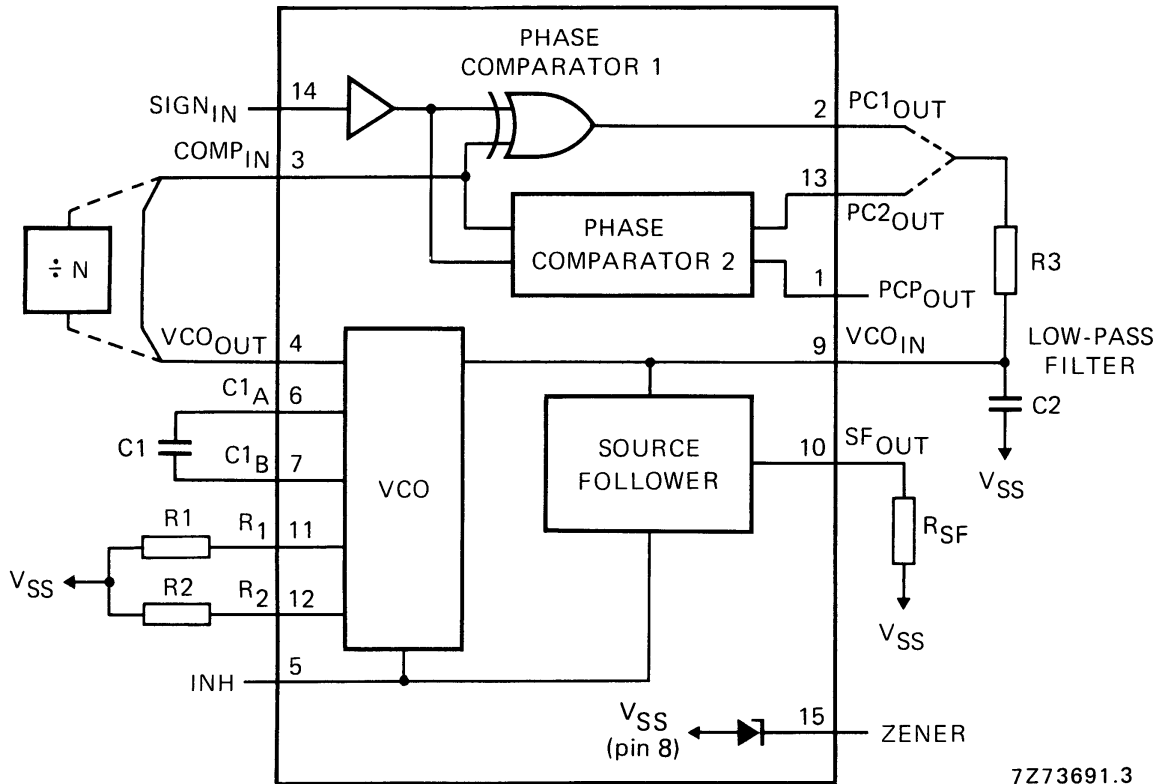 PHASE
COMPARATOR 1
SIGN_IN
14
COMP_IN
3
2
PC1_OUT
13
PC2_OUT
÷ N
PHASE
COMPARATOR 2
1
PCP_OUT
R3
VCO_OUT
4
9
VCO_IN
LOW-PASS
FILTER
C1_A
6
C1
C1_B
7
VCO
SOURCE
FOLLOWER
10
SF_OUT
C2
V_SS
R1
R_1
11
R_SF
V_SS
R2
R_2
12
V_SS
INH
5
V_SS
(pin 8)
15
ZENER
7Z73691.3